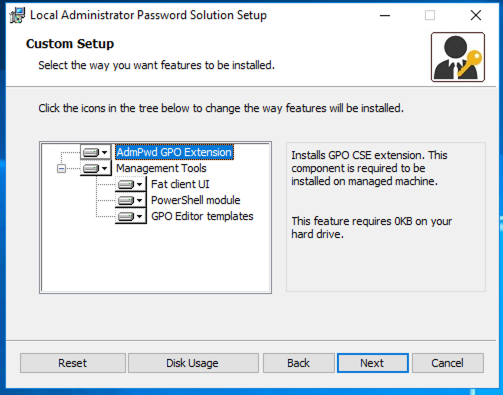 Local Administrator Password Solution Setup
Custom Setup
Select the way you want features to be installed.
Click the icons in the tree below to change the way features will be installed.
AdmPwd GPO Extension
Management Tools
Fat client UI
PowerShell module
GPO Editor templates
Installs GPO CSE extension. This
component is required to be
installed on managed machine.
This feature requires 0KB on your
hard drive.
Reset
Disk Usage
Back
Next
Cancel